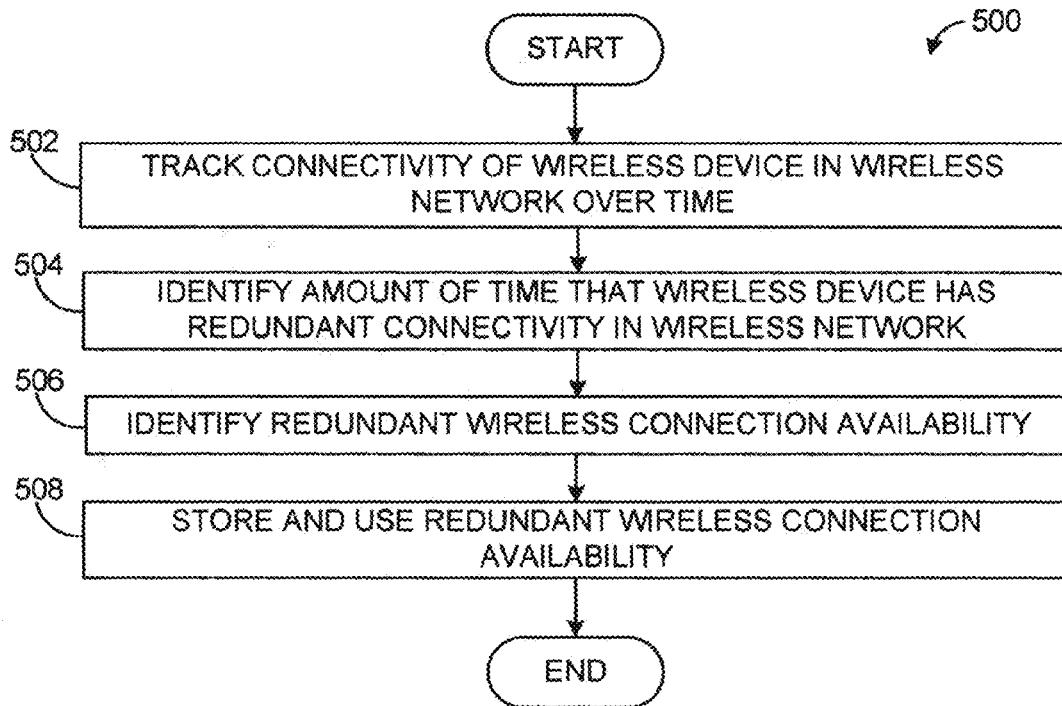 START
500
502
TRACK CONNECTIVITY OF WIRELESS DEVICE IN WIRELESS
NETWORK OVER TIME
504
IDENTIFY AMOUNT OF TIME THAT WIRELESS DEVICE HAS
REDUNDANT CONNECTIVITY IN WIRELESS NETWORK
506
IDENTIFY REDUNDANT WIRELESS CONNECTION AVAILABILITY
508
STORE AND USE REDUNDANT WIRELESS CONNECTION
AVAILABILITY
END